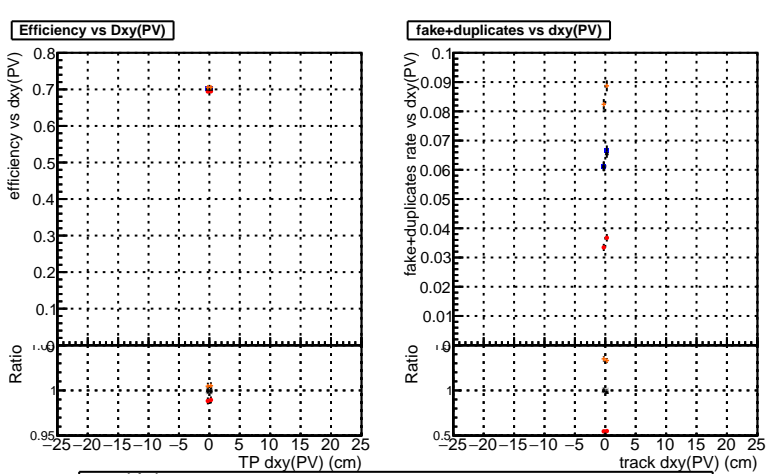 Efficiency vs Dxy(PV)
efficiency vs dxy(PV)
0.8
0.7
0.6
0.5
0.4
0.3
0.2
0.1
0
Ratio
1
0.95
−25 −20 −15 −10 −5 0 5 10 15 20 25
TP dxy(PV) (cm)
fake+duplicates vs dxy(PV)
fake+duplicates rate vs dxy(PV)
0.1
0.09
0.08
0.07
0.06
0.05
0.04
0.03
0.02
0.01
0
Ratio
1
0.5
−25 −20 −15 −10 −5 0 5 10 15 20 25
track dxy(PV) (cm)